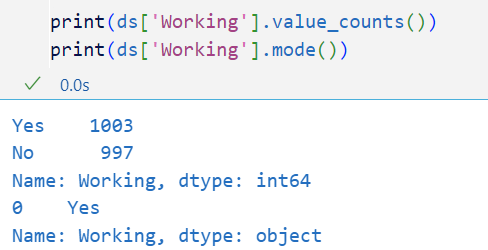 print(ds['Working'].value_counts())
print(ds['Working'].mode())
0.0s
Yes    1003
No      997
Name: Working, dtype: int64
0    Yes
Name: Working, dtype: object